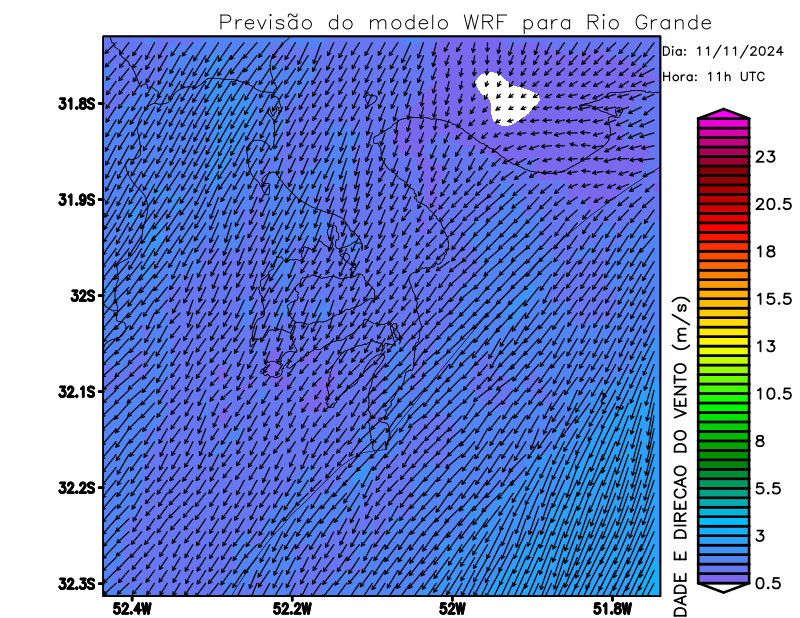 Previsão do modelo WRF para Rio Grande
Dia: 11/11/2024
Hora: 11h UTC
31.8S
31.9S
32S
32.1S
32.2S
32.3S
52.4W
52.2W
52W
51.8W
23
20.5
18
15.5
13
10.5
8
5.5
3
0.5
DADE E DIRECAO DO VENTO (m/s)